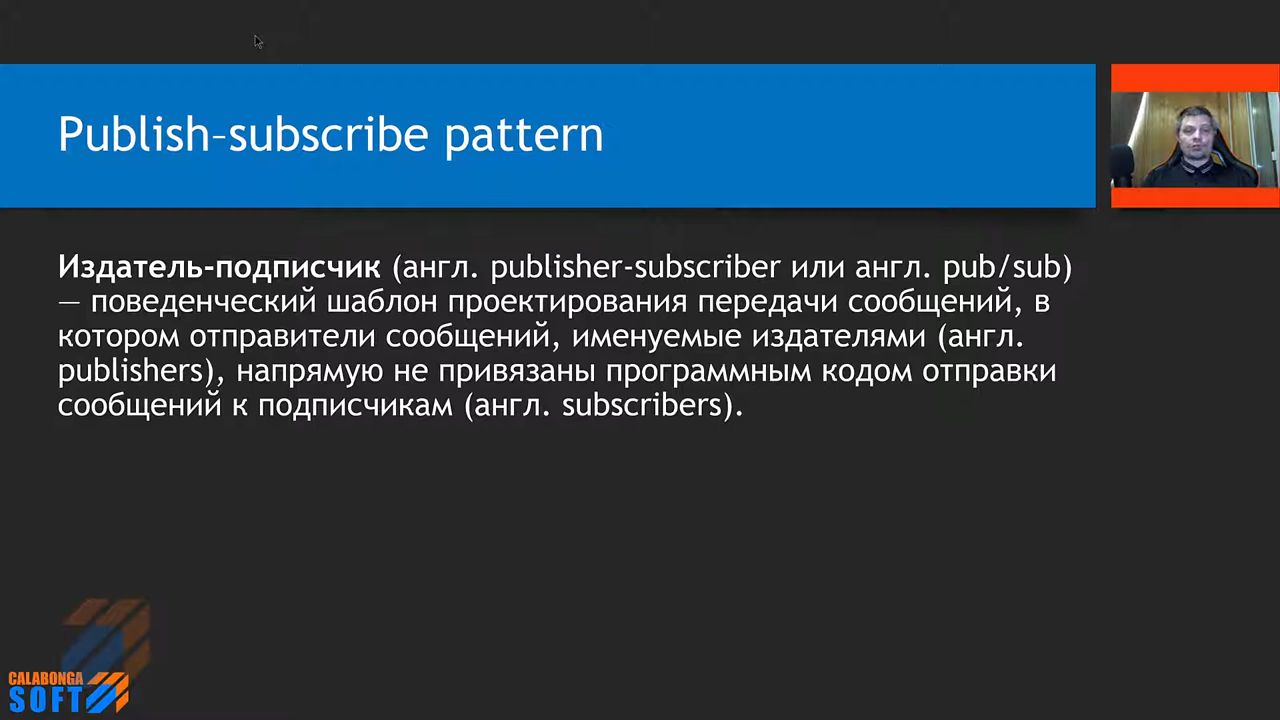 Publish–subscribe pattern
Издатель-подписчик (англ. publisher-subscriber или англ. pub/sub)
— поведенческий шаблон проектирования передачи сообщений, в
котором отправители сообщений, именуемые издателями (англ.
publishers), напрямую не привязаны программным кодом отправки
сообщений к подписчикам (англ. subscribers).
CALABONGA
SOFT